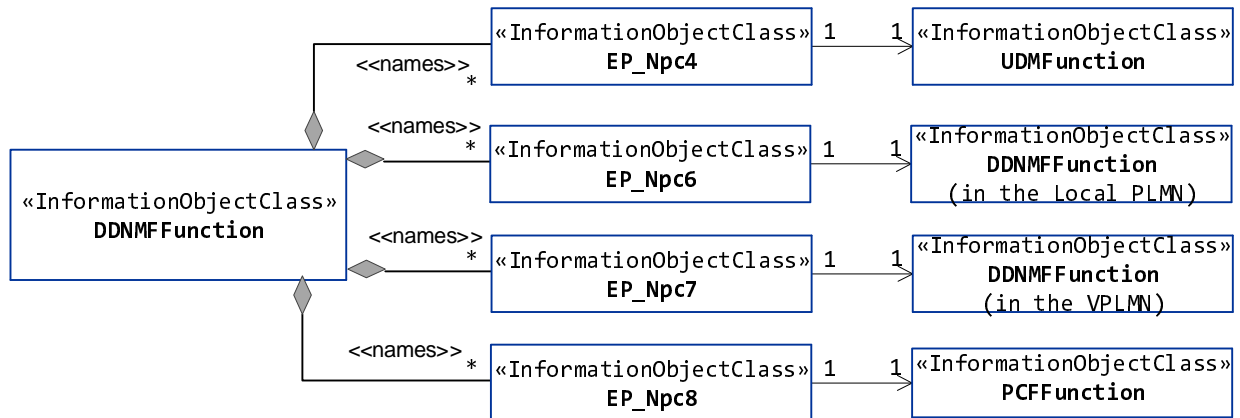 «InformationObjectClass»
DDNMFFunction
<<names>>
*
«InformationObjectClass»
EP_Npc4
1
1
«InformationObjectClass»
UDMFunction
<<names>>
*
«InformationObjectClass»
EP_Npc6
1
1
«InformationObjectClass»
DDNMFFunction
(in the Local PLMN)
<<names>>
*
«InformationObjectClass»
EP_Npc7
1
1
«InformationObjectClass»
DDNMFFunction
(in the VPLMN)
<<names>>
*
«InformationObjectClass»
EP_Npc8
1
1
«InformationObjectClass»
PCFFunction